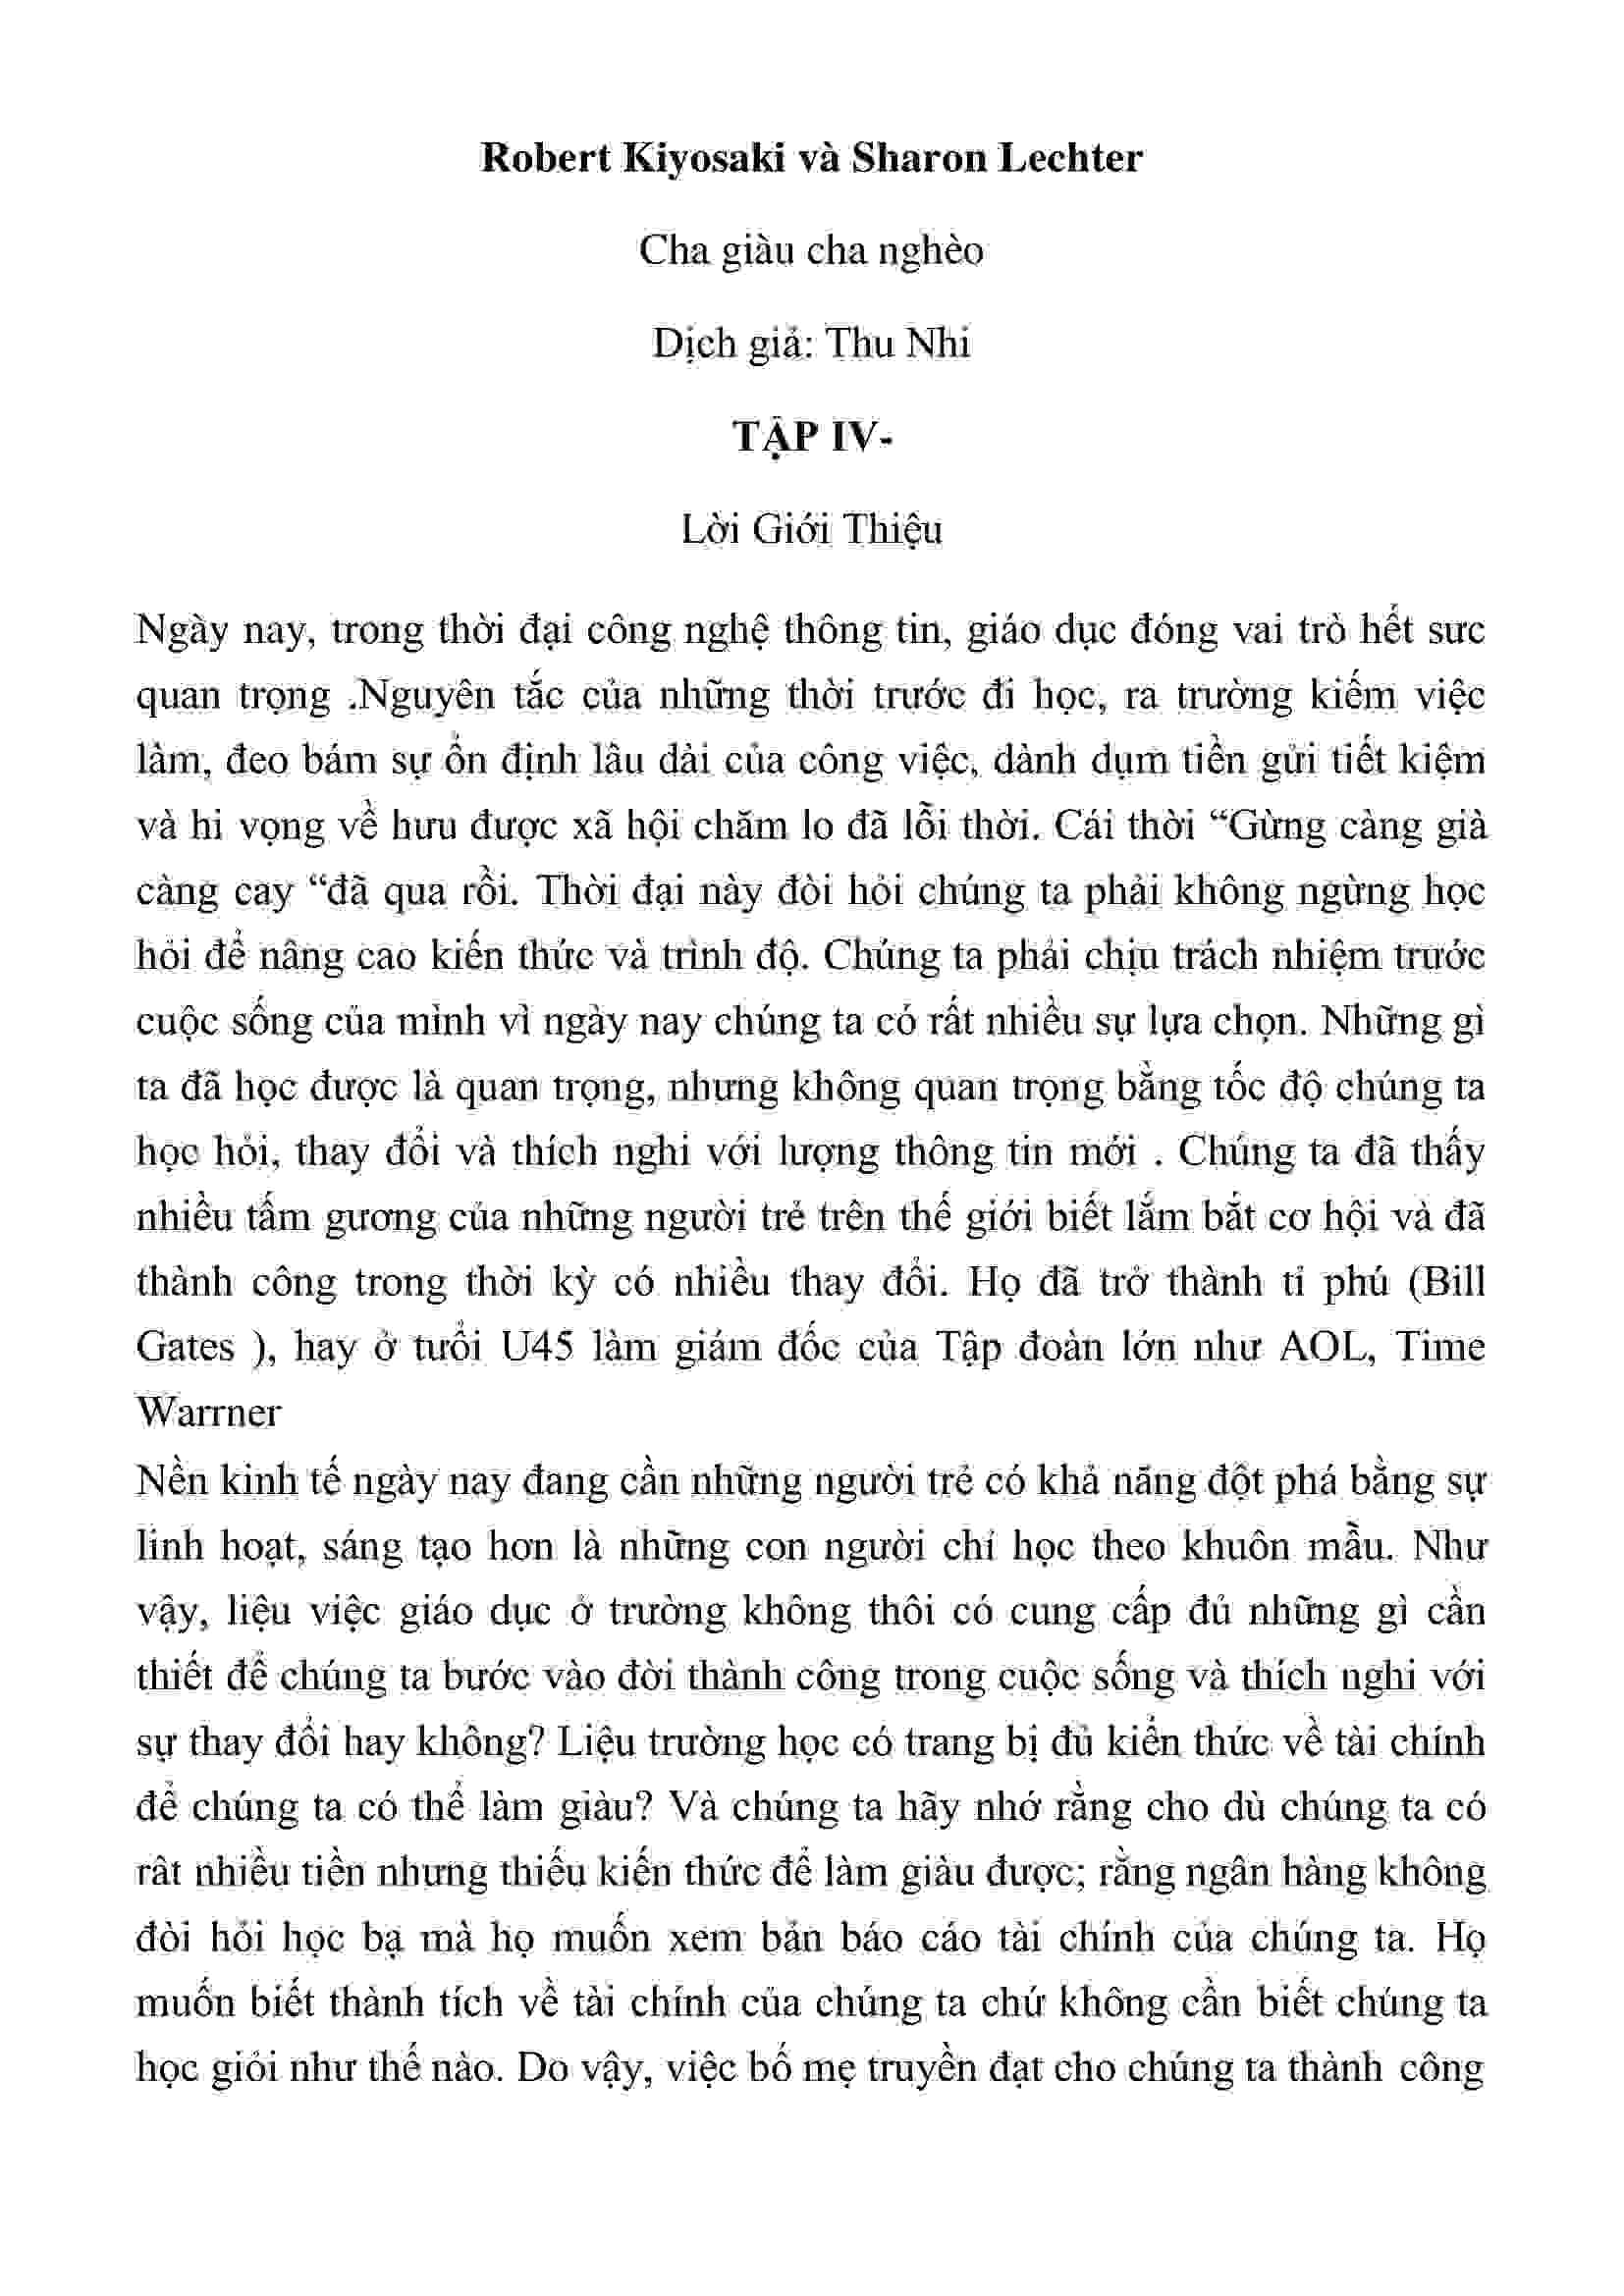 Robert Kiyosaki và Sharon Lechter
Cha giàu cha nghèo
Dịch giả: Thu Nhi
TẬP IV-
Lời Giới Thiệu
Ngày nay, trong thời đại công nghệ thông tin, giáo dục đóng vai trò hết sưc
quan trọng .Nguyên tắc của những thời trước đi học, ra trường kiếm việc
làm, đeo bám sự ổn định lâu dài của công việc, dành dụm tiền gửi tiết kiệm
và hi vọng về hưu được xã hội chăm lo đã lỗi thời. Cái thời “Gừng càng già
càng cay “đã qua rồi. Thời đại này đòi hỏi chúng ta phải không ngừng học
hỏi để nâng cao kiến thức và trình độ. Chúng ta phải chịu trách nhiệm trước
cuộc sống của mình vì ngày nay chúng ta có rất nhiều sự lựa chọn. Những gì
ta đã học được là quan trọng, nhưng không quan trọng bằng tốc độ chúng ta
học hỏi, thay đổi và thích nghi với lượng thông tin mới . Chúng ta đã thấy
nhiều tấm gương của những người trẻ trên thế giới biết lắm bắt cơ hội và đã
thành công trong thời kỳ có nhiều thay đổi. Họ đã trở thành tỉ phú (Bill
Gates ), hay ở tưổi U45 làm giám đốc của Tập đoàn lớn như AOL, Time
Warrner
Nền kinh tế ngày nay đang cần những người trẻ có khả năng đột phá bằng sự
linh hoạt, sáng tạo hơn là những con người chỉ học theo khuôn mẫu. Như
vậy, liệu việc giáo dục ở trường không thôi có cung cấp đủ những gì cần
thiết để chúng ta bước vào đời thành công trong cuộc sống và thích nghi với
sự thay đổi hay không? Liệu trường học có trang bị đủ kiển thức về tài chính
để chúng ta có thể làm giàu? Và chúng ta hãy nhớ rằng cho dù chúng ta có
rât nhiều tiền nhưng thiếu kiến thức để làm giàu được; rằng ngân hàng không
đòi hỏi học bạ mà họ muốn xem bản báo cáo tài chính của chúng ta. Họ
muốn biết thành tích về tài chính của chúng ta chứ không cần biết chúng ta
học giỏi như thế nào. Do vậy, việc bố mẹ truyền đạt cho chúng ta thành công